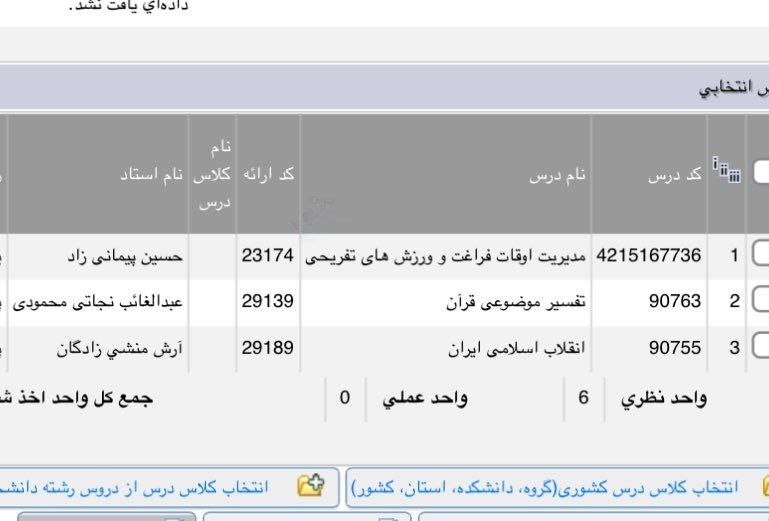 داده‌اي يافت نشد.
انتخابي
کد درس نام درس کد ارائه نام کلاس درس نام استاد
1 4215167736 مدیریت اوقات فراغت و ورزش های تفریحی 23174 حسین پیمانی زاد
2 90763 تفسیر موضوعی قرآن 29139 عبدالغائب نجاتی محمودی
3 90755 انقلاب اسلامی ایران 29189 آرش منشي زادگان
واحد نظري 6 واحد عملي 0 جمع کل واحد اخذ
انتخاب کلاس درس کشوری(گروه، دانشکده، استان، کشور) انتخاب کلاس درس از دروس رشته